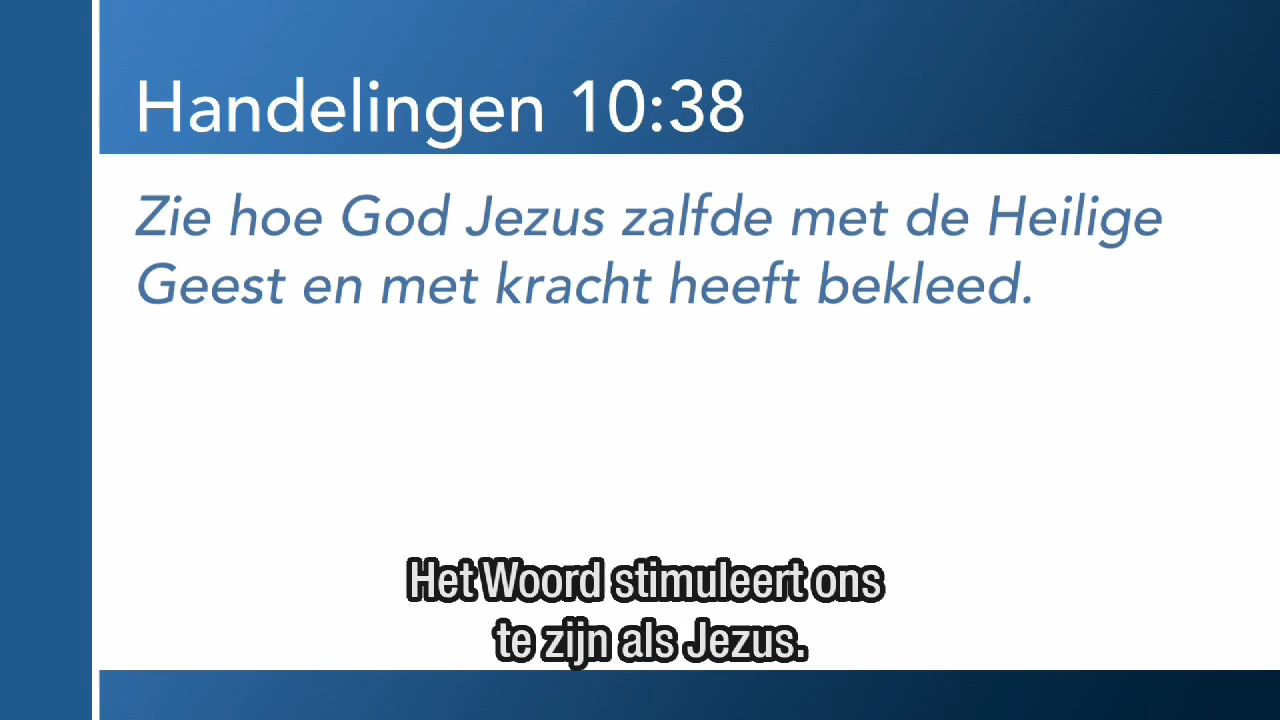 Handelingen 10:38
Zie hoe God Jezus zalfde met de Heilige
Geest en met kracht heeft bekleed.
Het Woord stimuleert ons
te zijn als Jezus.